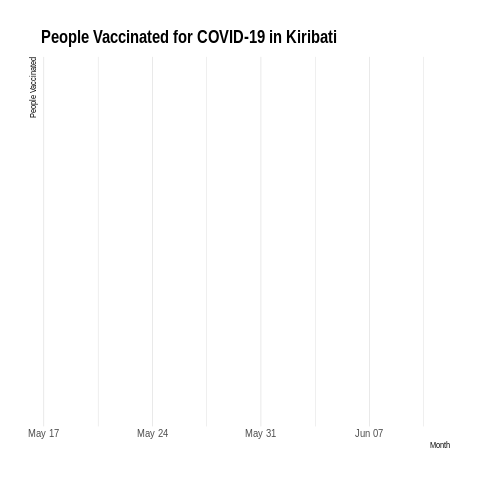 People Vaccinated for COVID-19 in Kiribati
People Vaccinated
May 17 May 24 May 31 Jun 07
Month